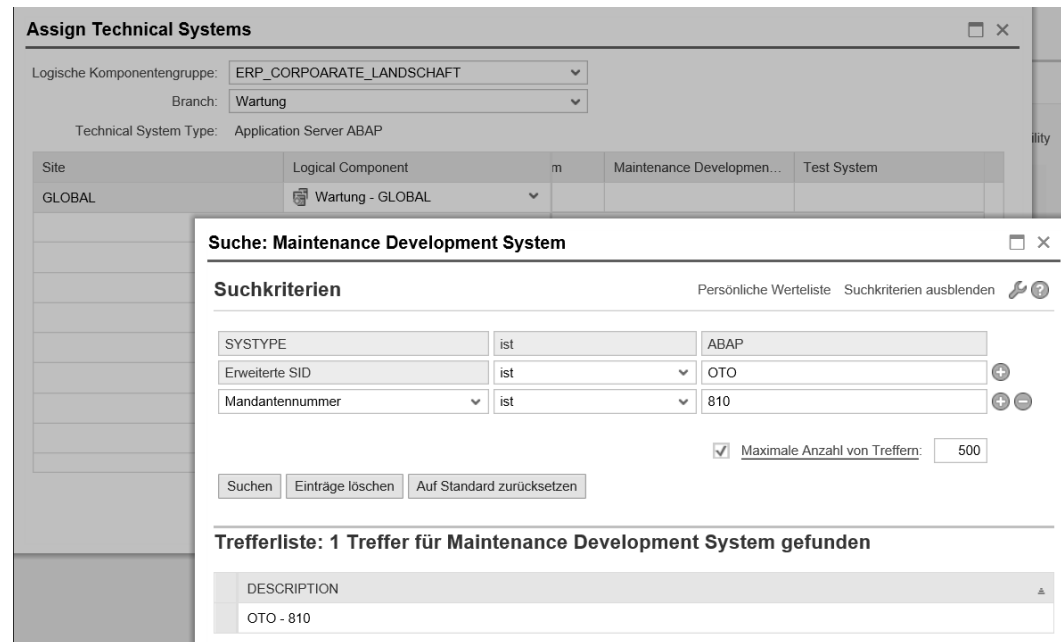 Assign Technical Systems
Logische Komponentengruppe: ERP_CORPOARATE_LANDSCHAFT
Branch: Wartung
Technical System Type: Application Server ABAP
ility
Site Logical Component m Maintenance Developmen... Test System
GLOBAL Wartung - GLOBAL
Suche: Maintenance Development System
Suchkriterien Persönliche Werteliste Suchkriterien ausblenden
SYSTYPE ist ABAP
Erweiterte SID ist OTO
Mandantennummer ist 810
Maximale Anzahl von Treffern: 500
Suchen Einträge löschen Auf Standard zurücksetzen
Trefferliste: 1 Treffer für Maintenance Development System gefunden
DESCRIPTION
OTO - 810